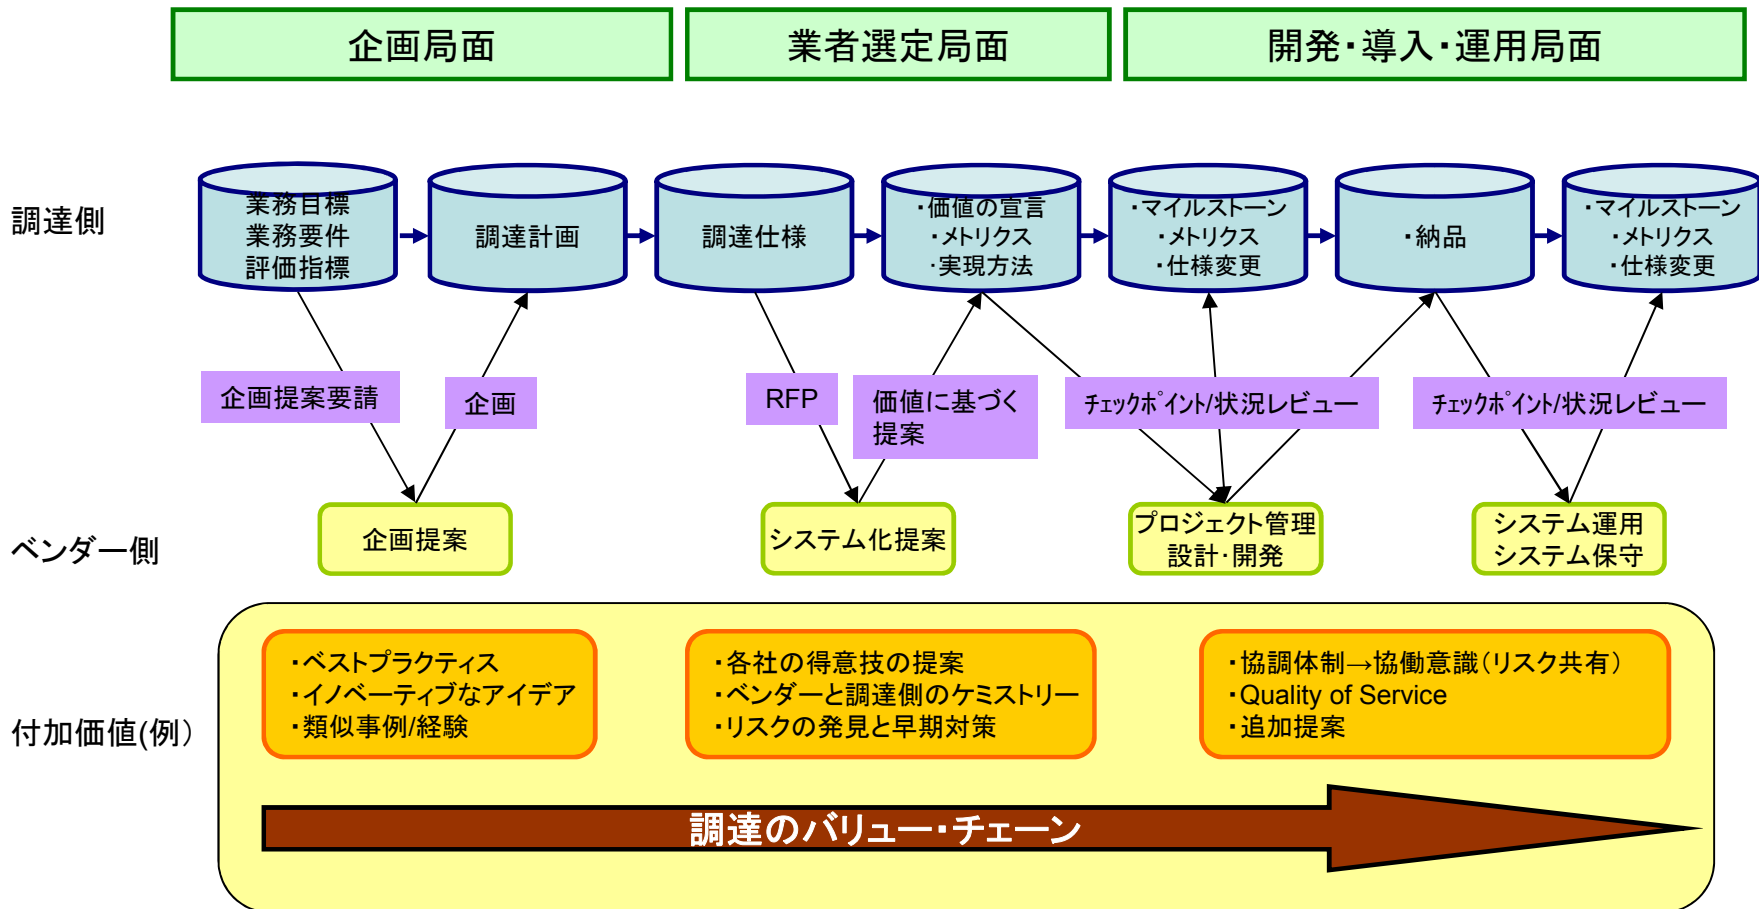 企画局面
業者選定局面
開発・導入・運用局面
調達側
業務目標
業務要件
評価指標
調達計画
調達仕様
・価値の宣言
・メトリクス
・実現方法
・マイルストーン
・メトリクス
・仕様変更
・納品
・マイルストーン
・メトリクス
・仕様変更
企画提案要請
企画
RFP
価値に基づく
提案
ﾁｪｯｸﾎﾟｲﾝﾄ/状況レビュー
ﾁｪｯｸﾎﾟｲﾝﾄ/状況レビュー
ベンダー側
企画提案
システム化提案
プロジェクト管理
設計・開発
システム運用
システム保守
付加価値(例）
・ベストプラクティス
・イノベーティブなアイデア
・類似事例/経験
・各社の得意技の提案
・ベンダーと調達側のケミストリー
・リスクの発見と早期対策
・協調体制→協働意識（リスク共有）
・Quality of Service
・追加提案
調達のバリュー・チェーン